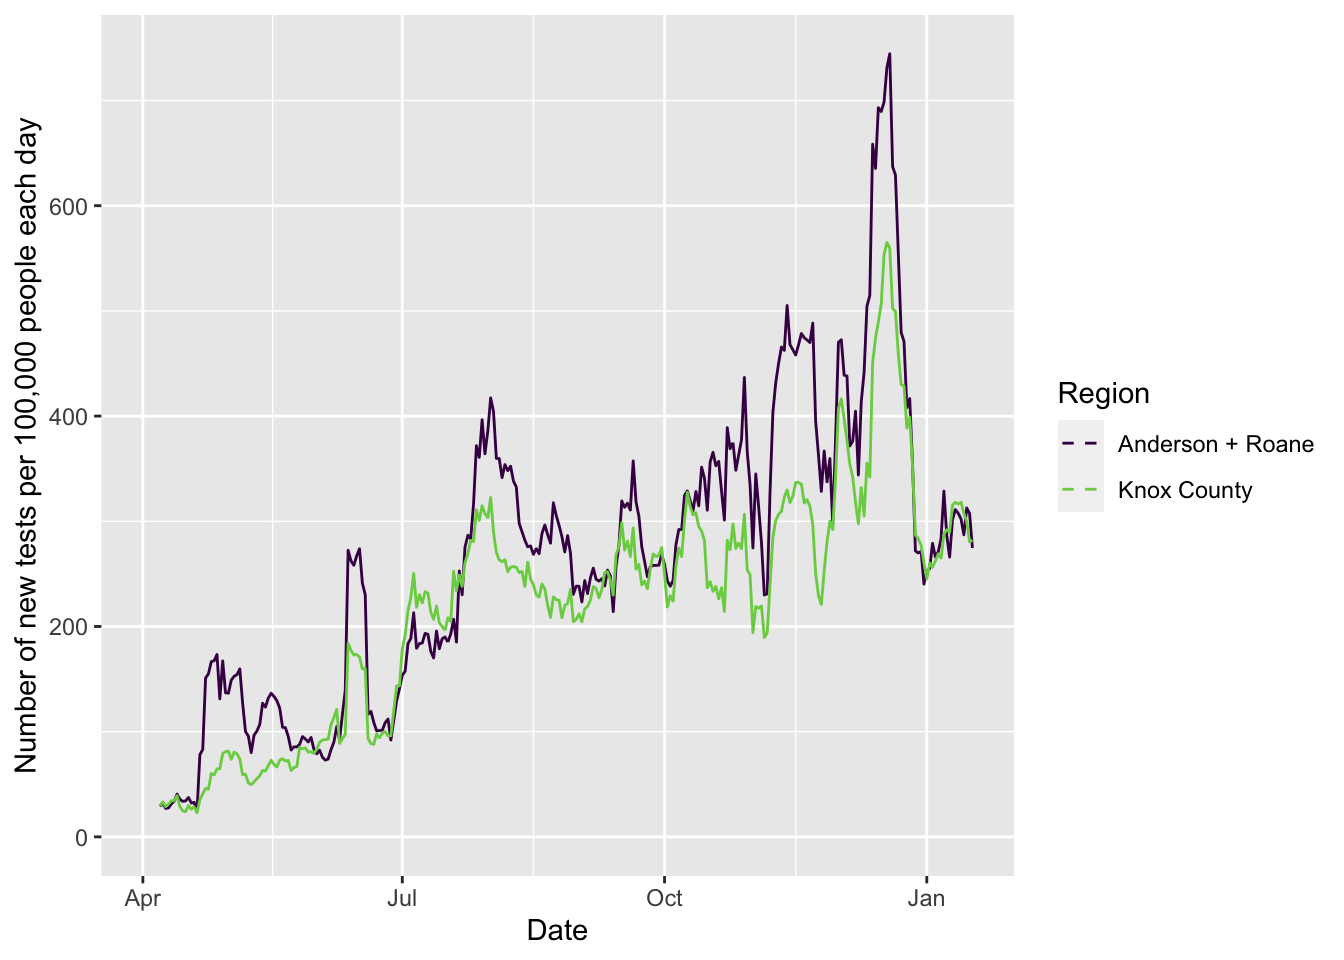 Number of new tests per 100,000 people each day
600
400
200
0
Apr
Jul
Oct
Jan
Date
Region
Anderson + Roane
Knox County